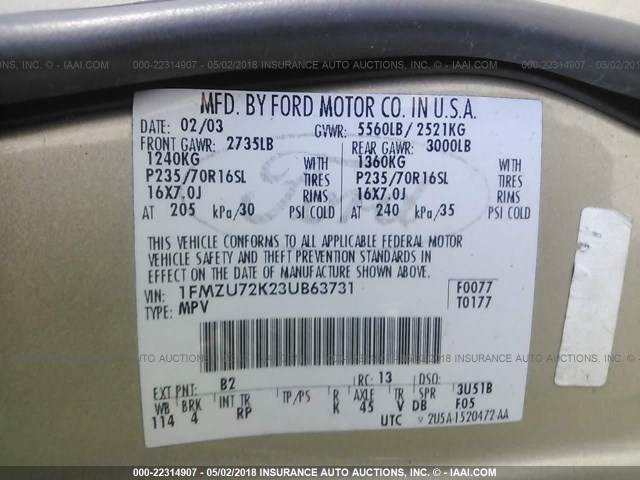 000-22314907 - 05/02/2018 INSURANCE AUTO AUCTIONS, INC. - IAAI.COM
MFD. BY FORD MOTOR CO. IN U.S.A.
DATE: 02/03 GVWR: 5560LB/ 2521KG
FRONT GAWR: 2735LB REAR GAWR: 3000LB
1240KG WITH 1360KG WITH
P235/70R16SL TIRES P235/70R16SL TIRES
16X7.0J RIMS 16X7.0J RIMS
AT 205 kPa/30 PSI COLD AT 240 kPa/35 PSI COLD
Ford
THIS VEHICLE CONFORMS TO ALL APPLICABLE FEDERAL MOTOR
VEHICLE SAFETY AND THEFT PREVENTION STANDARDS IN
EFFECT ON THE DATE OF MANUFACTURE SHOWN ABOVE.
VIN: 1FMZU72K23UB63731 F0077
TYPE: MPV T0177
EXT PNT: B2 RC: 13 DSO:
WB BRK INT TR TP/PS R AXLE TR SPR 3U51B
114 4 RP K 45 V DB F05
UTC ▽ 2U5A-1520472-AA
000-22314907 - 05/02/2018 INSURANCE AUTO AUCTIONS, INC. - IAAI.COM